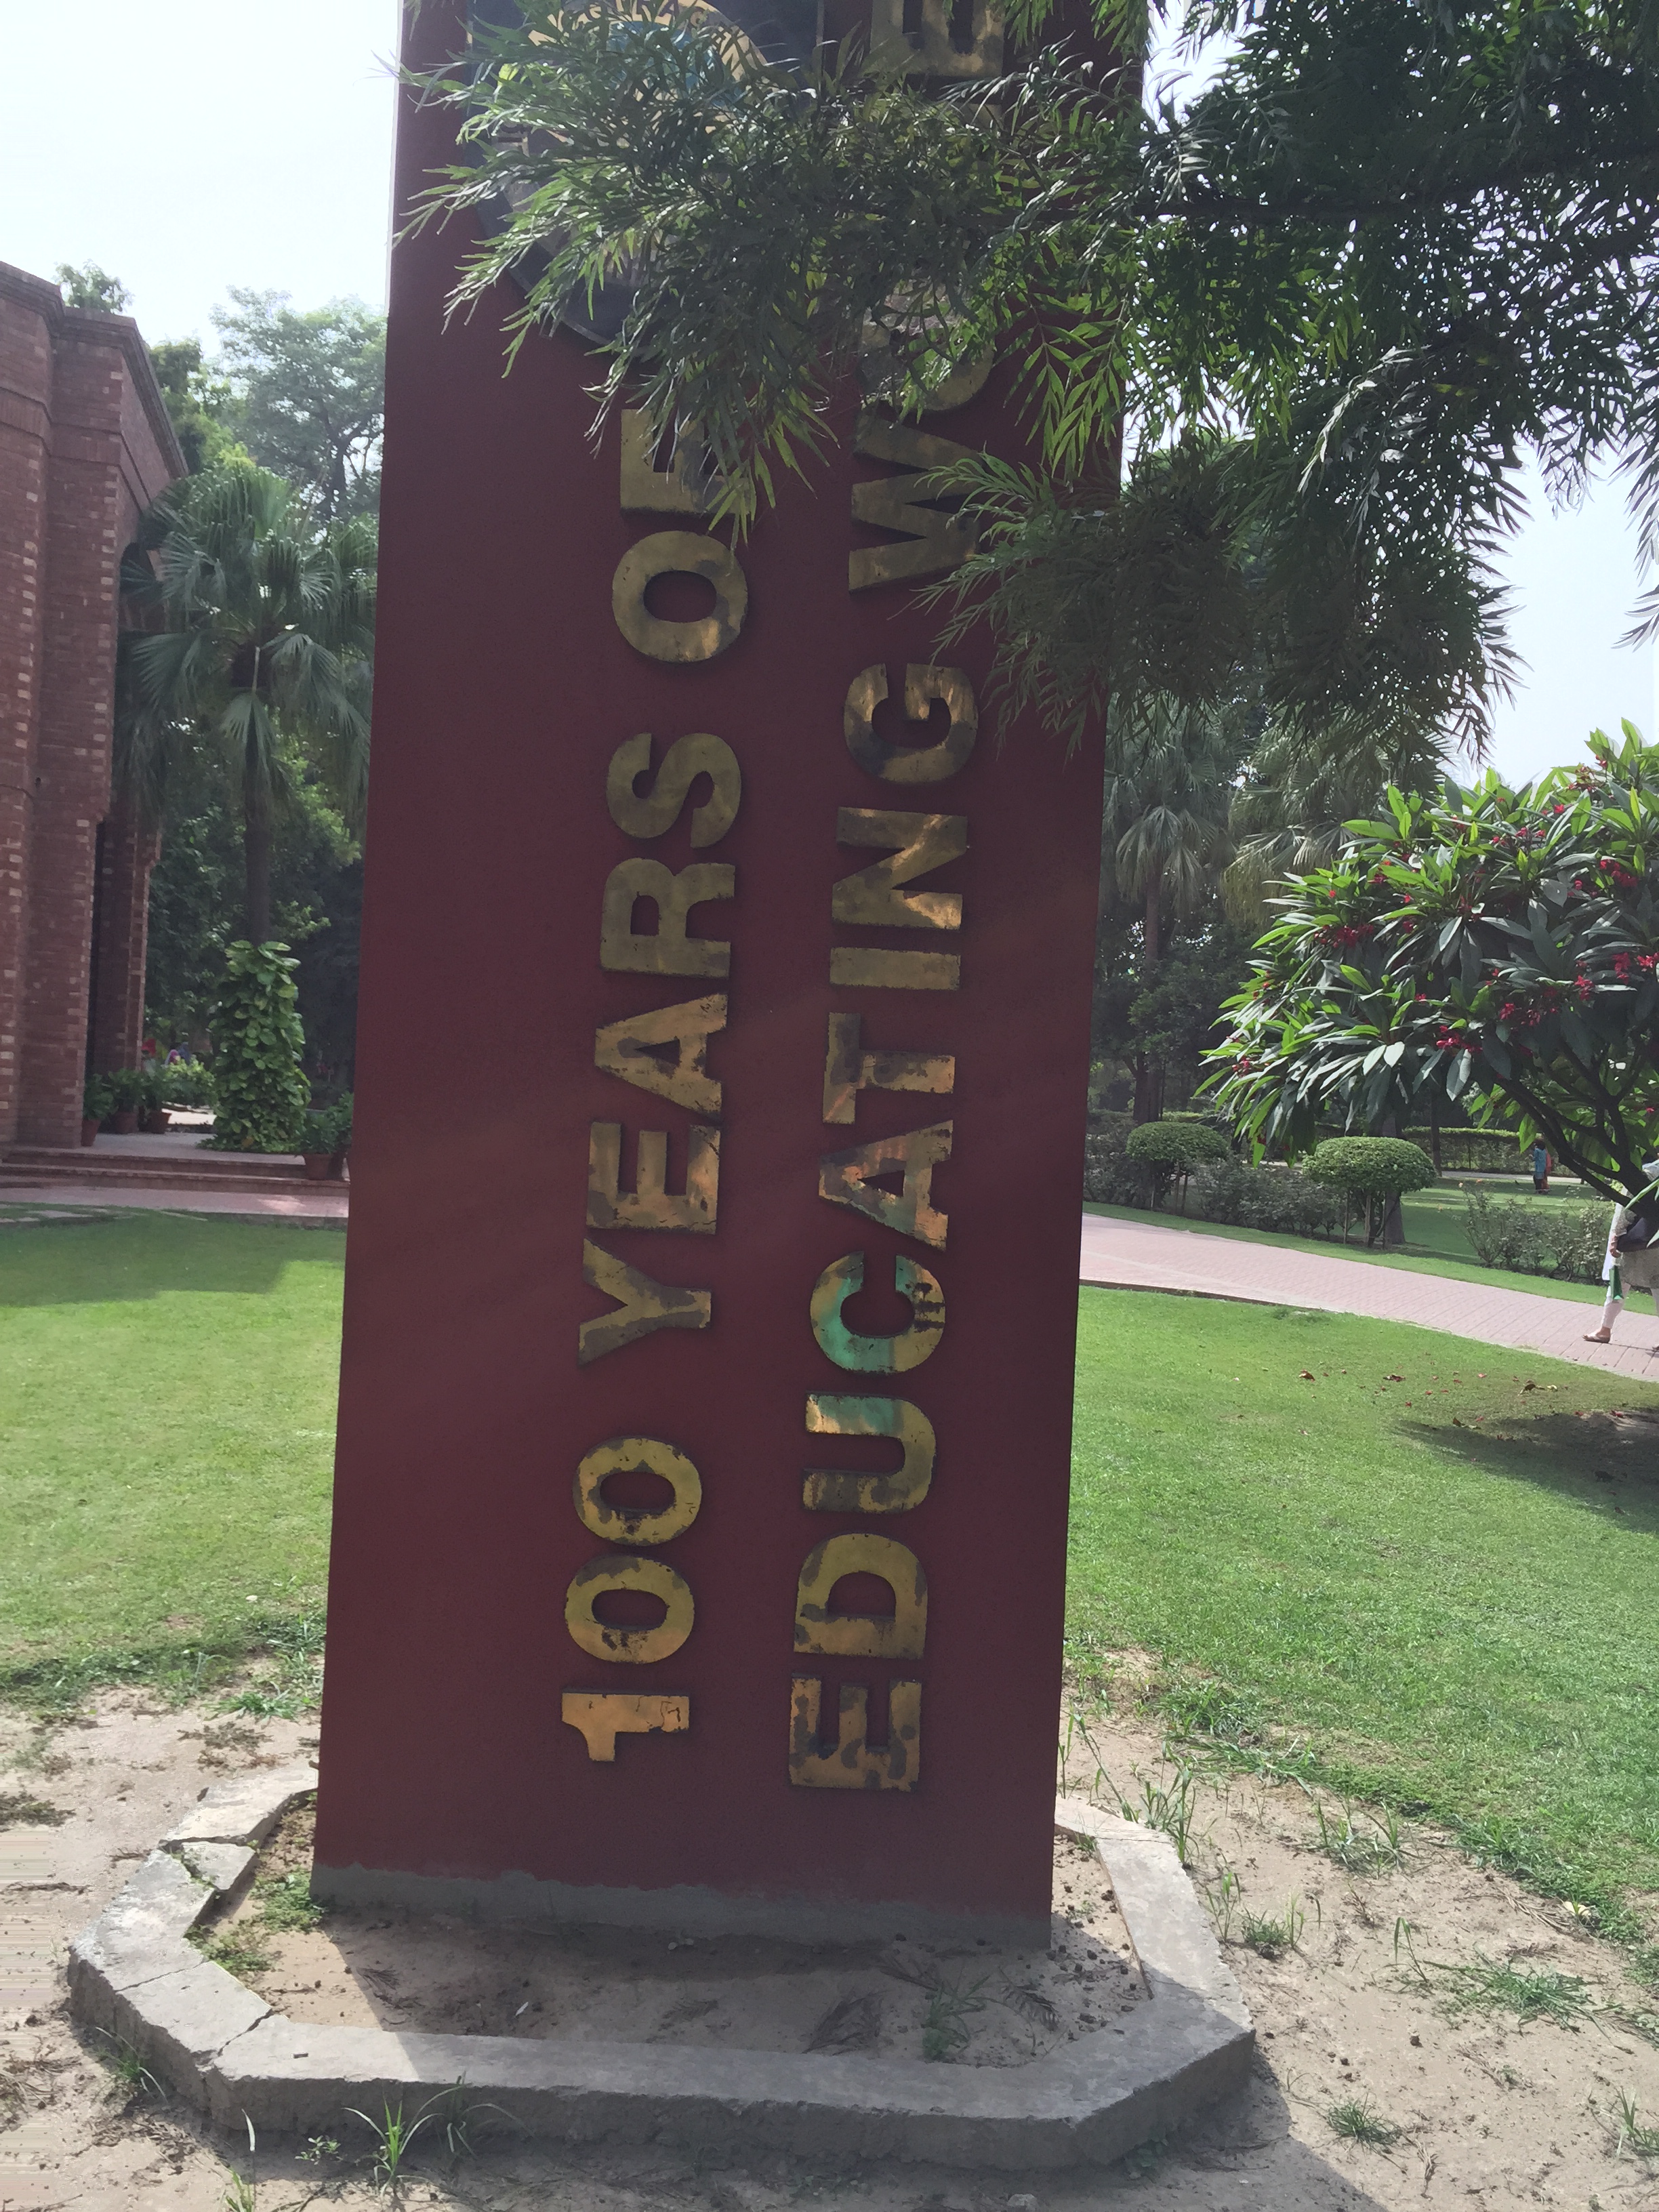 100 YEARS OF
EDUCATING